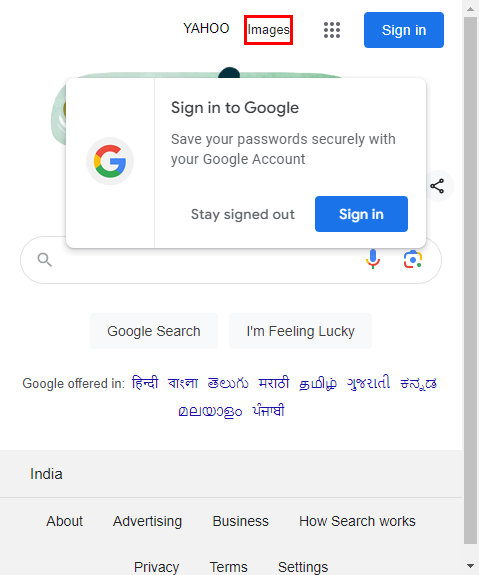 YAHOO Images Sign in
Sign in to Google
Save your passwords securely with
your Google Account
Stay signed out Sign in
Google Search I'm Feeling Lucky
Google offered in: हिन्दी বাংলা తెలుగు मराठी தமிழ் ગુજરાતી ಕನ್ನಡ
മലയാളം ਪੰਜਾਬੀ
India
About Advertising Business How Search works
Privacy Terms Settings